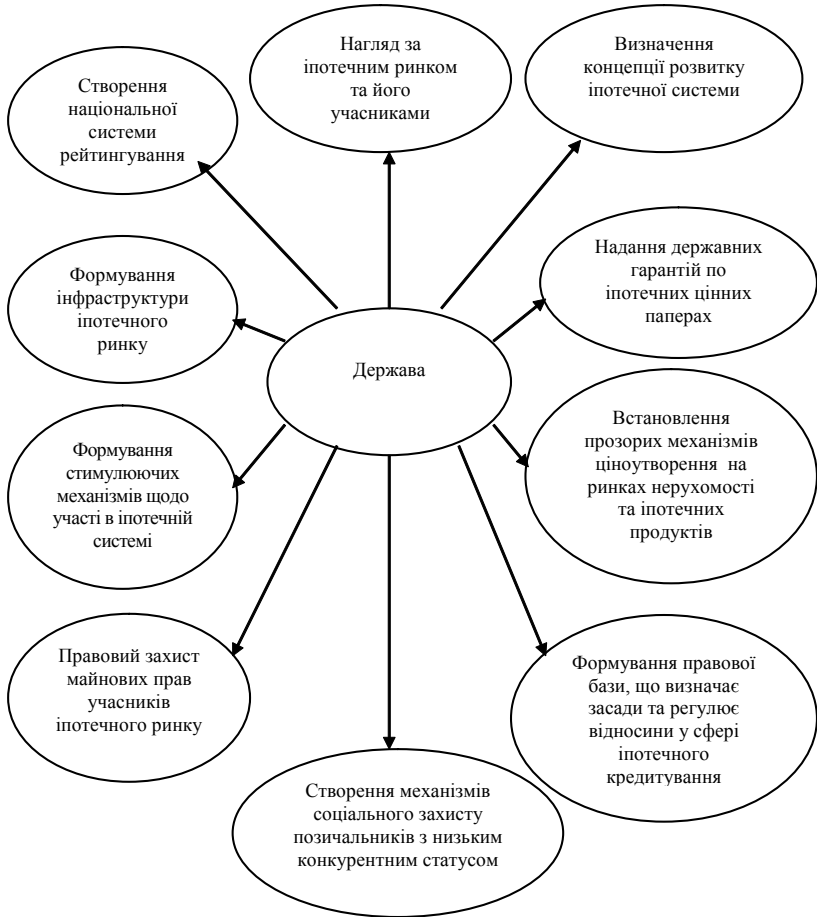 Створення
національної
системи
рейтингування
Нагляд за
іпотечним ринком
та його
учасниками
Визначення
концепції розвитку
іпотечної системи
Формування
інфраструктури
іпотечного
ринку
Надання державних
гарантій по
іпотечних цінних
паперах
Держава
Формування
стимулюючих
механізмів щодо
участі в іпотечній
системі
Встановлення
прозорих механізмів
ціноутворення на
ринках нерухомості
та іпотечних
продуктів
Правовий захист
майнових прав
учасників
іпотечного ринку
Формування правової
бази, що визначає
засади та регулює
відносини у сфері
іпотечного
кредитування
Створення механізмів
соціального захисту
позичальників з низьким
конкурентним статусом